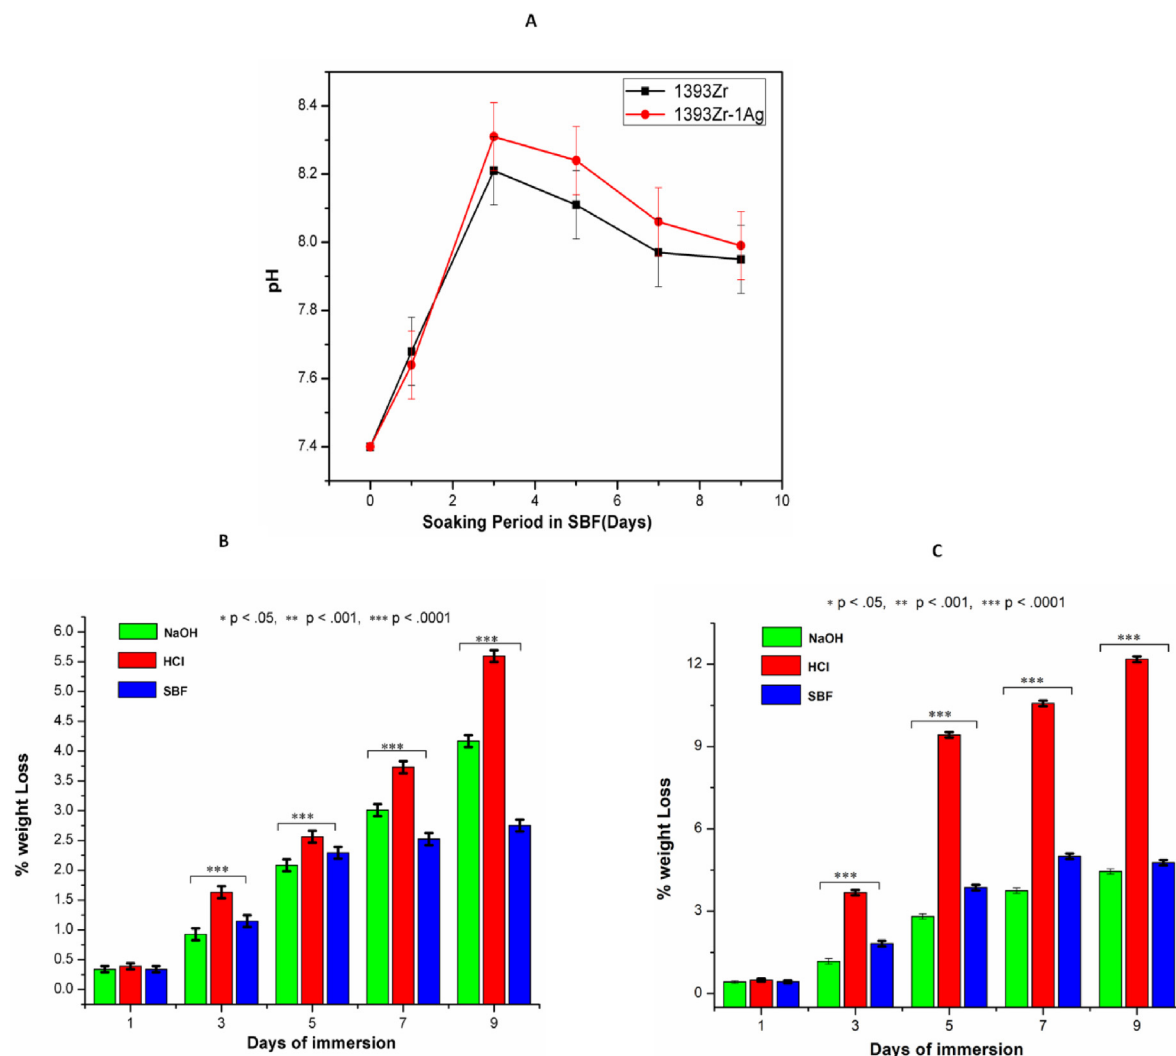 A
8.4
8.2
8.0
7.8
7.6
7.4
pH
1393Zr
1393Zr-1Ag
0 2 4 6 8 10
Soaking Period in SBF(Days)
B
* p < .05, ** p < .001, *** p < .0001
NaOH
HCl
SBF
6.0
5.5
5.0
4.5
4.0
3.5
3.0
2.5
2.0
1.5
1.0
0.5
0.0
% weight Loss
***
***
***
***
1 3 5 7 9
Days of immersion
C
* p < .05, ** p < .001, *** p < .0001
NaOH
HCl
SBF
12
9
6
3
0
% weight Loss
***
***
***
***
1 3 5 7 9
Days of immersion